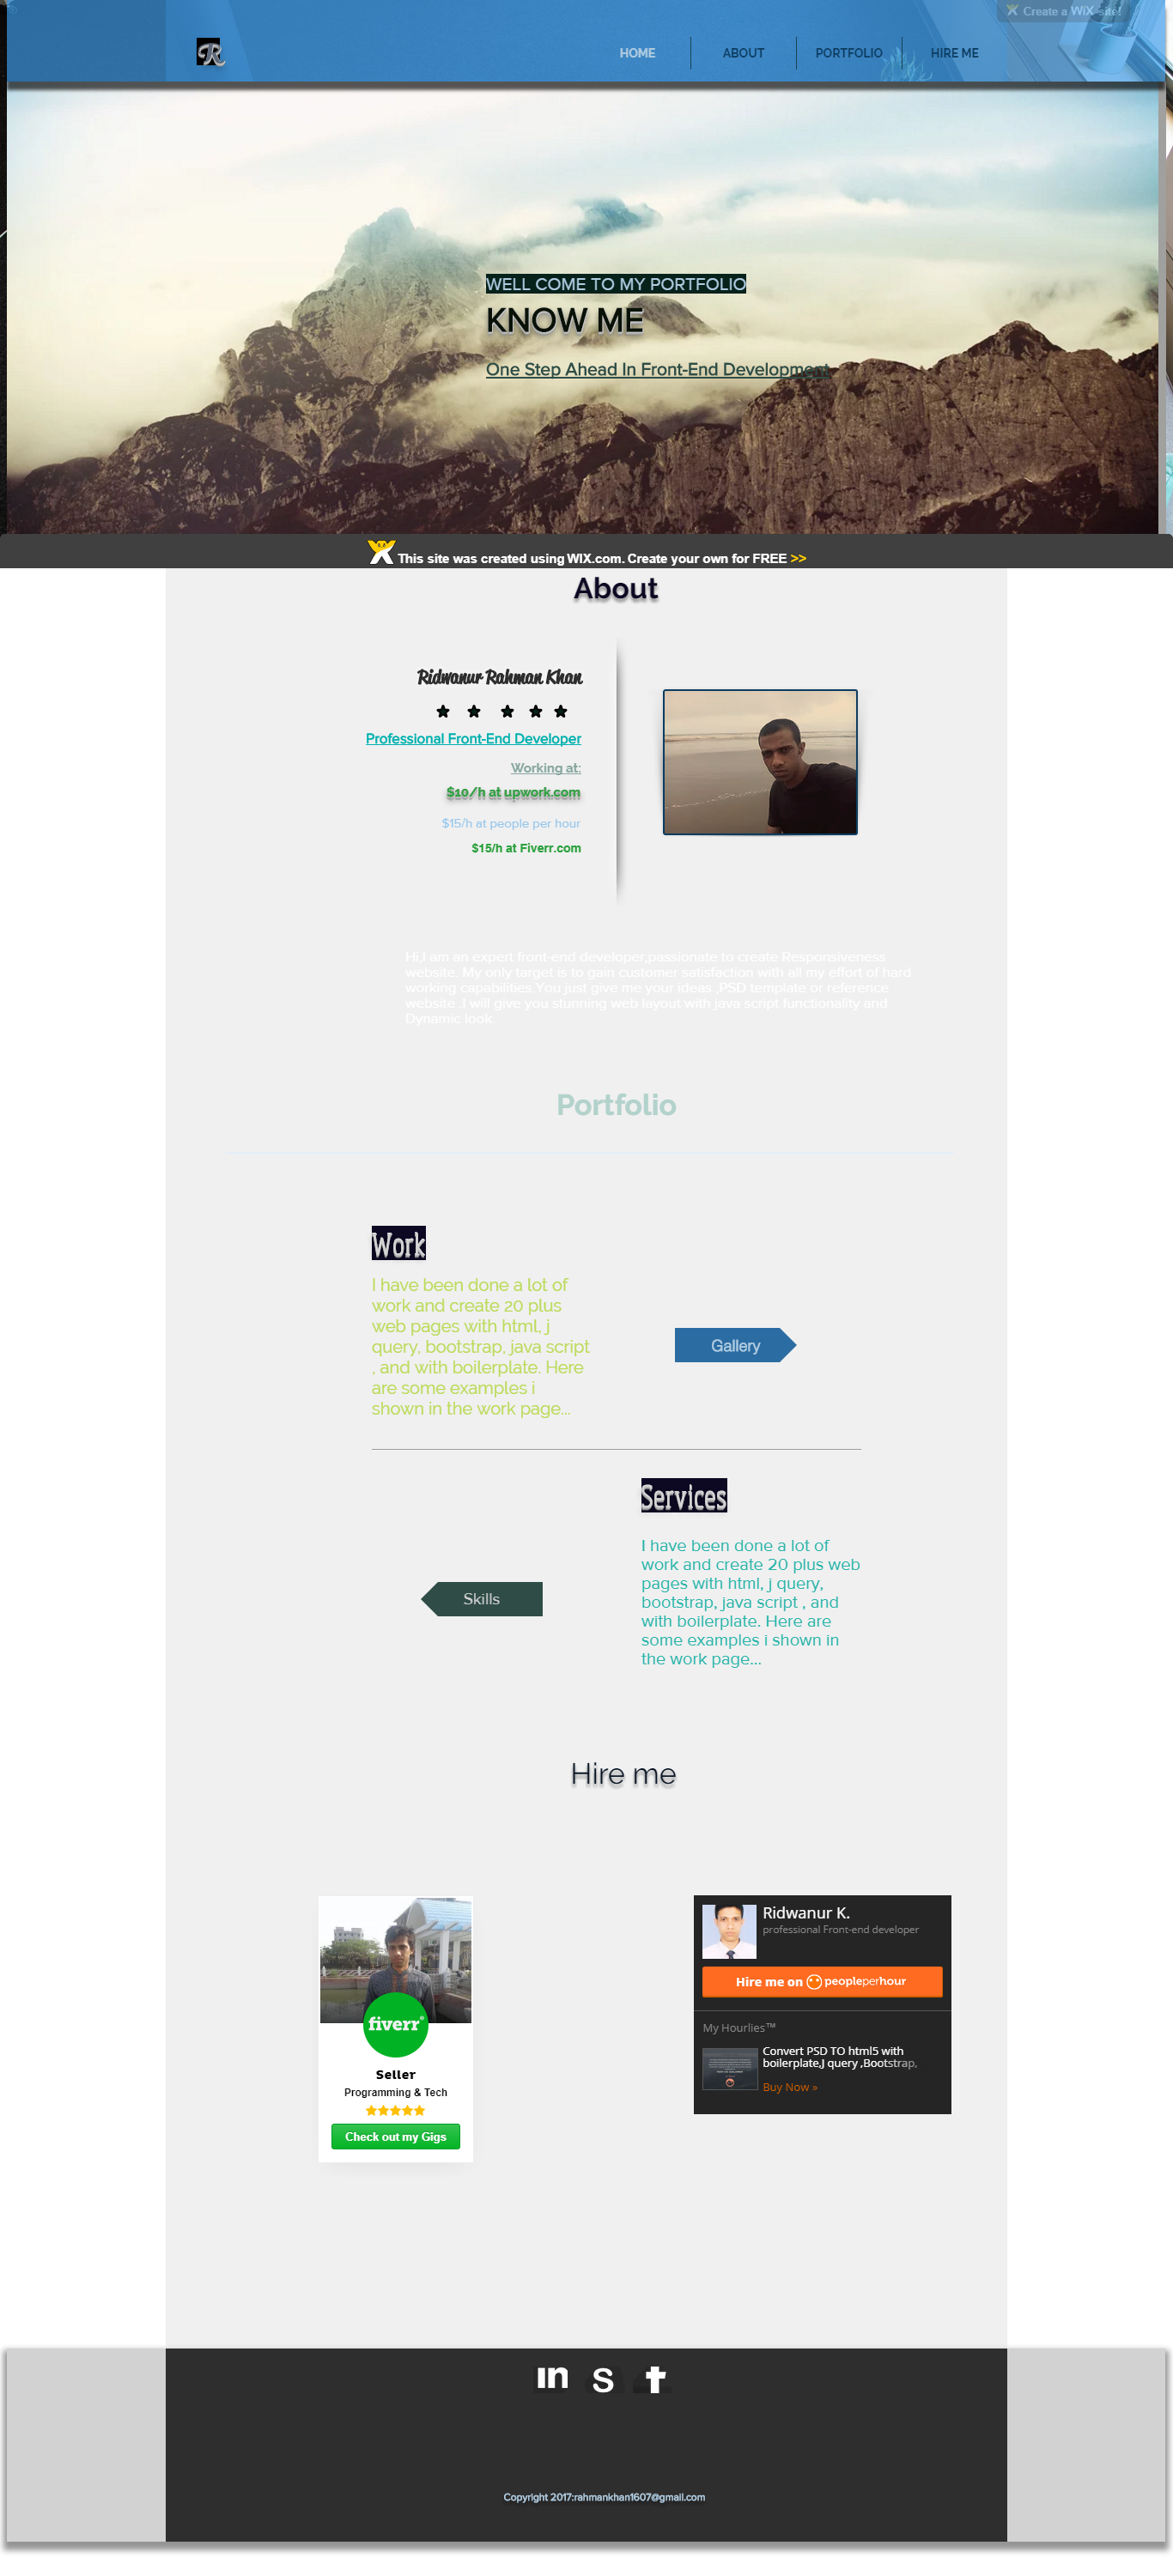 Create a WiX site!
R
HOME
ABOUT
PORTFOLIO
HIRE ME
WELL COME TO MY PORTFOLIO
KNOW ME
One Step Ahead In Front-End Development
This site was created using WIX.com. Create your own for FREE >>
About
Ridwanur Rahman Khan
Professional Front-End Developer
Working at:
$10/h at upwork.com
$15/h at people per hour
$15/h at Fiverr.com
Hi,I am an expert front-end developer,passionate to create Responsiveness
website. My only target is to gain customer satisfaction with all my effort of hard
working capabilities.You just give me your ideas ,PSD template or reference
website .I will give you stunning web layout with java script functionality and
Dynamic look.
Portfolio
Work
I have been done a lot of
work and create 20 plus
web pages with html, j
query, bootstrap, java script
, and with boilerplate. Here
are some examples i
shown in the work page...
Gallery
Services
I have been done a lot of
work and create 20 plus web
pages with html, j query,
bootstrap, java script , and
with boilerplate. Here are
some examples i shown in
the work page...
Skills
Hire me
fiverr®
Seller
Programming & Tech
Check out my Gigs
Ridwanur K.
professional Front-end developer
Hire me on peopleperhour
My Hourlies™
Convert PSD TO html5 with
boilerplate,J query ,Bootstrap,
Buy Now »
in
S
t
Copyright 2017:rahmankhan1607@gmail.com